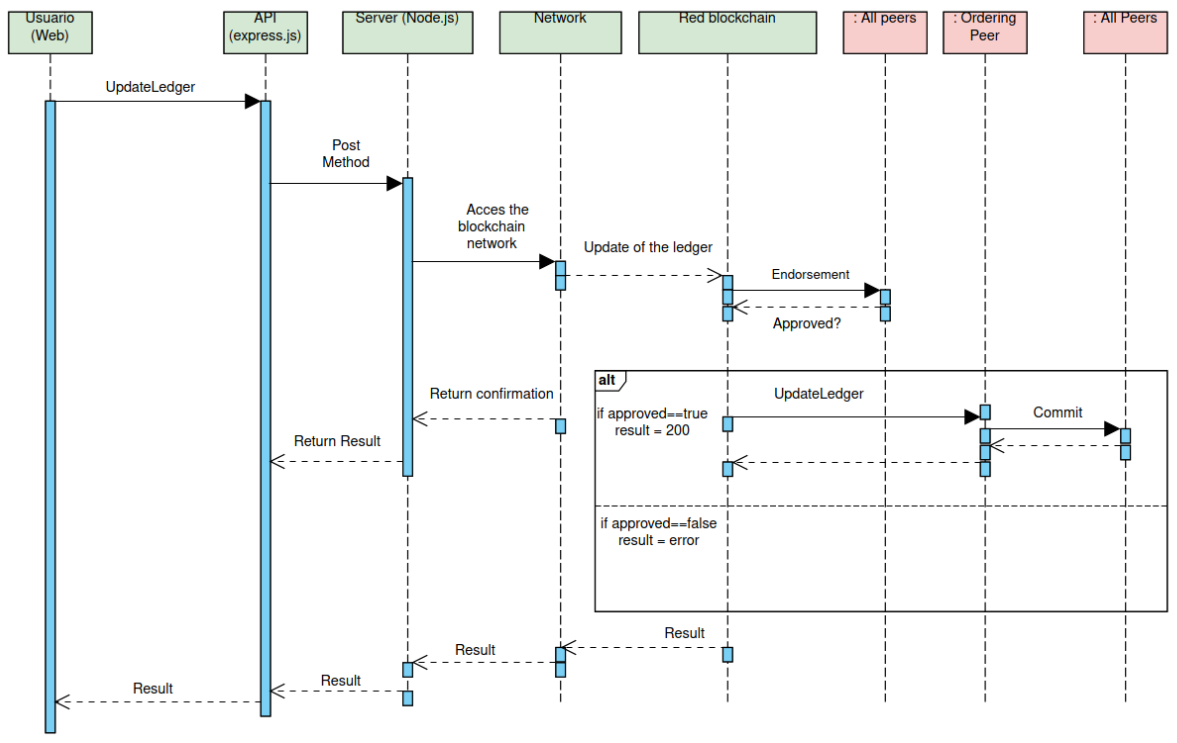 Usuario
(Web)
API
(express.js)
Server (Node.js)
Network
Red blockchain
: All peers
: Ordering
Peer
: All Peers
UpdateLedger
Post
Method
Acces the
blockchain
network
Update of the ledger
Endorsement
Approved?
alt
Return confirmation
UpdateLedger
if approved==true
result = 200
Commit
Return Result
if approved==false
result = error
Result
Result
Result
Result